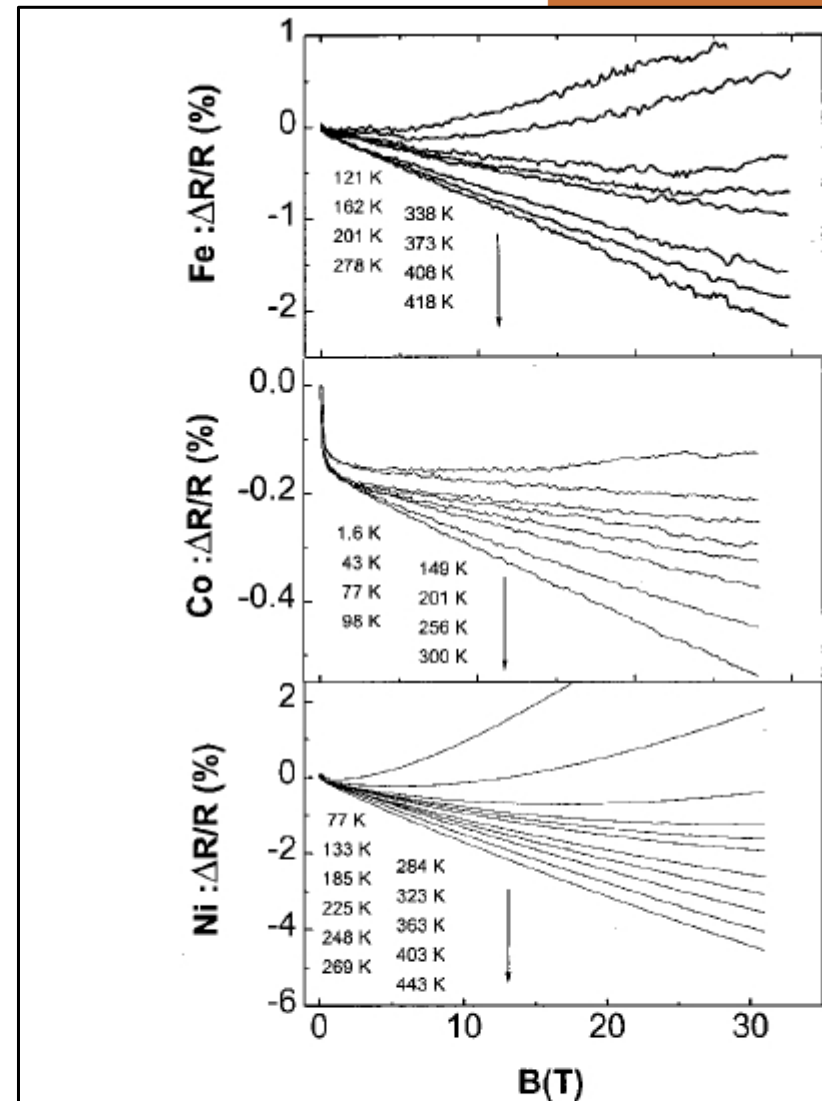 Fe :ΔR/R (%)
1
0
-1
-2
121 K
162 K
201 K
278 K
338 K
373 K
408 K
418 K
Co :ΔR/R (%)
0.0
-0.2
-0.4
1.6 K
43 K
77 K
98 K
149 K
201 K
256 K
300 K
Ni :ΔR/R (%)
2
0
-2
-4
-6
77 K
133 K
185 K
225 K
248 K
269 K
284 K
323 K
363 K
403 K
443 K
0 10 20 30
B(T)